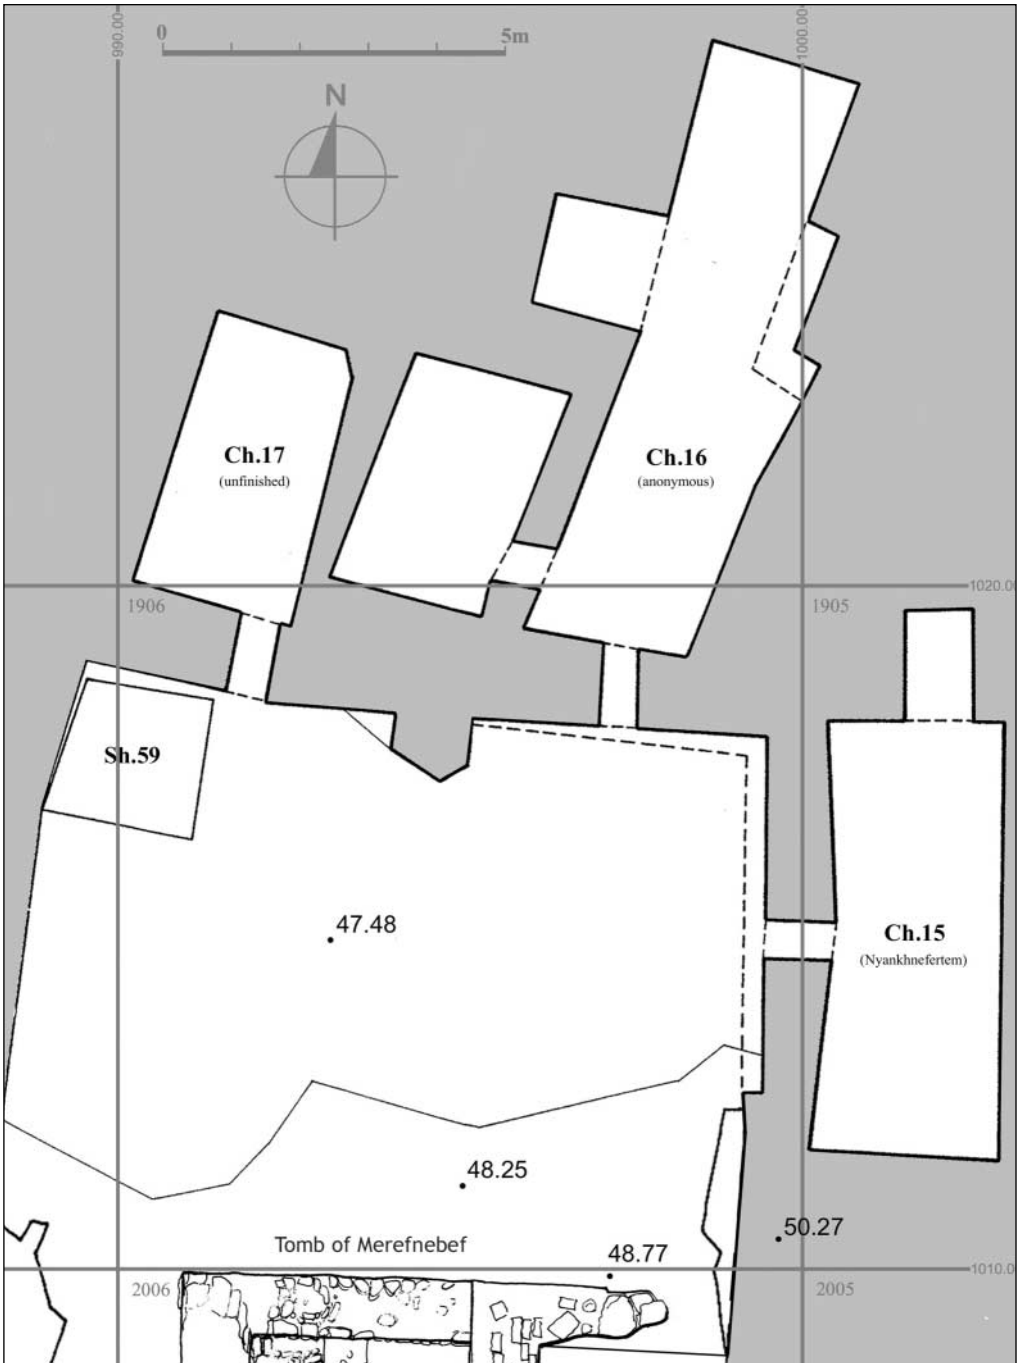 990.00
0
5m
1000.00
N
Ch.17
(unfinished)
Ch.16
(anonymous)
1020.00
1906
1905
Sh.59
47.48
Ch.15
(Nyankhnefertem)
48.25
50.27
Tomb of Merefnebef
48.77
1010.0
2006
2005